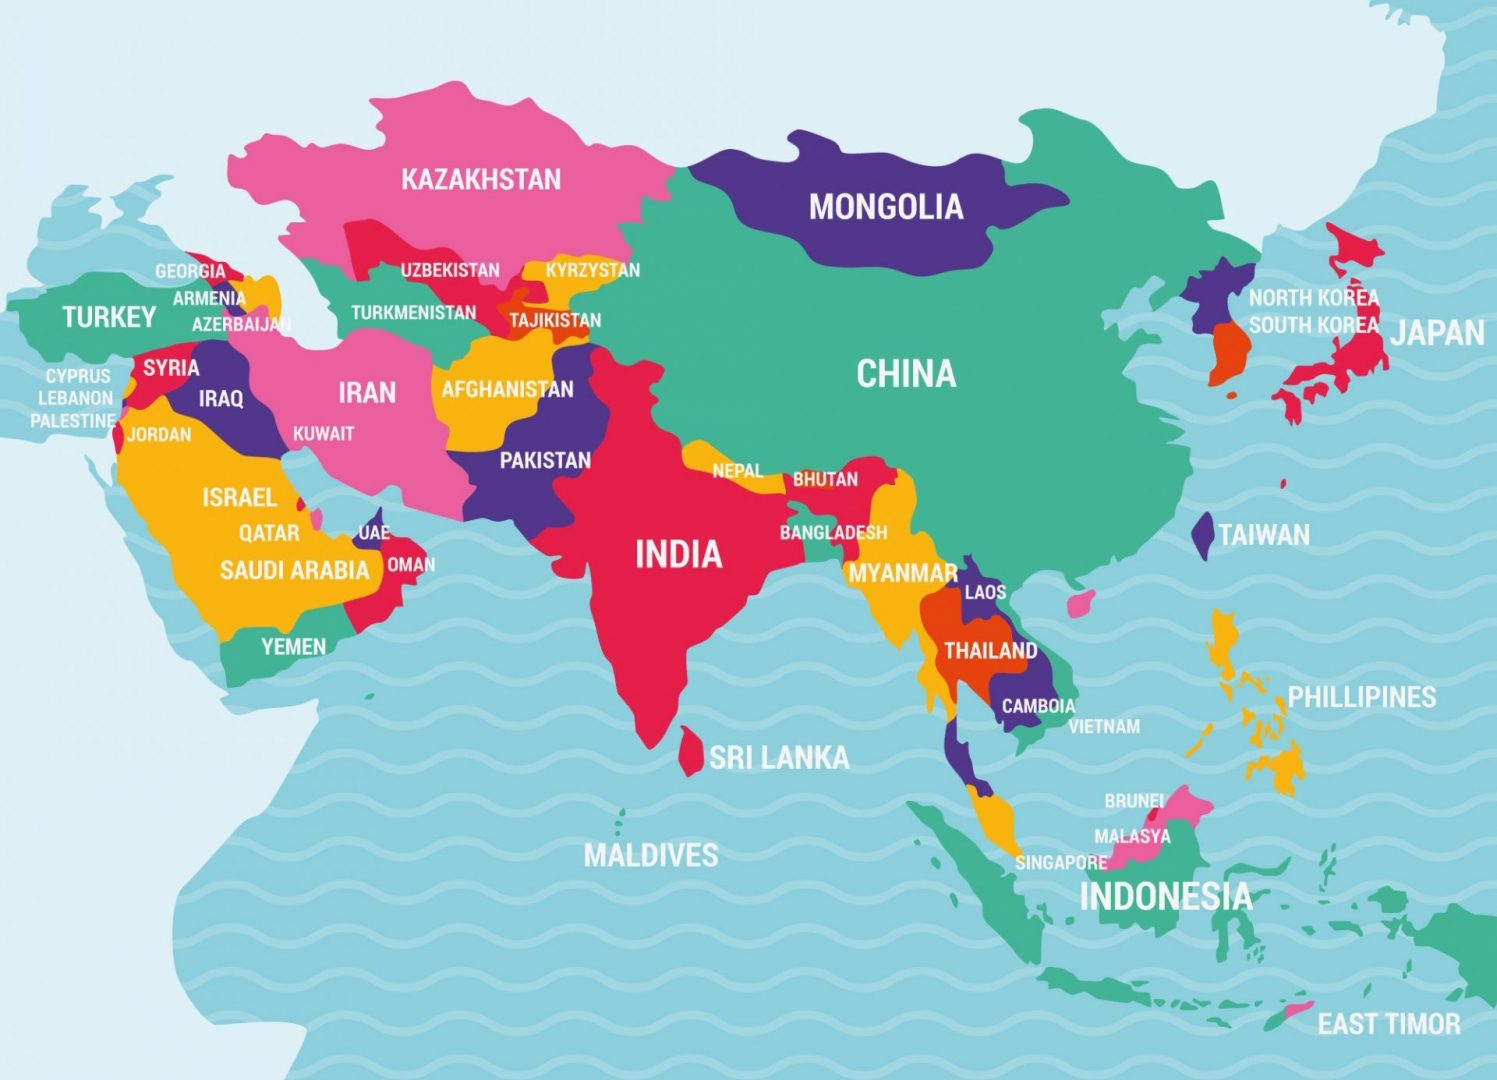 KAZAKHSTAN
MONGOLIA
GEORGIA
UZBEKISTAN
KYRZYSTAN
ARMENIA
NORTH KOREA
TURKEY
TURKMENISTAN
TAJIKISTAN
AZERBAIJAN
SOUTH KOREA
JAPAN
SYRIA
CHINA
CYPRUS
IRAQ
IRAN
AFGHANISTAN
LEBANON
PALESTINE
JORDAN
KUWAIT
PAKISTAN
NEPAL
BHUTAN
ISRAEL
QATAR
UAE
BANGLADESH
TAIWAN
INDIA
SAUDI ARABIA
OMAN
MYANMAR
LAOS
YEMEN
THAILAND
PHILLIPINES
CAMBOIA
VIETNAM
SRI LANKA
BRUNEI
MALASYA
MALDIVES
SINGAPORE
INDONESIA
EAST TIMOR